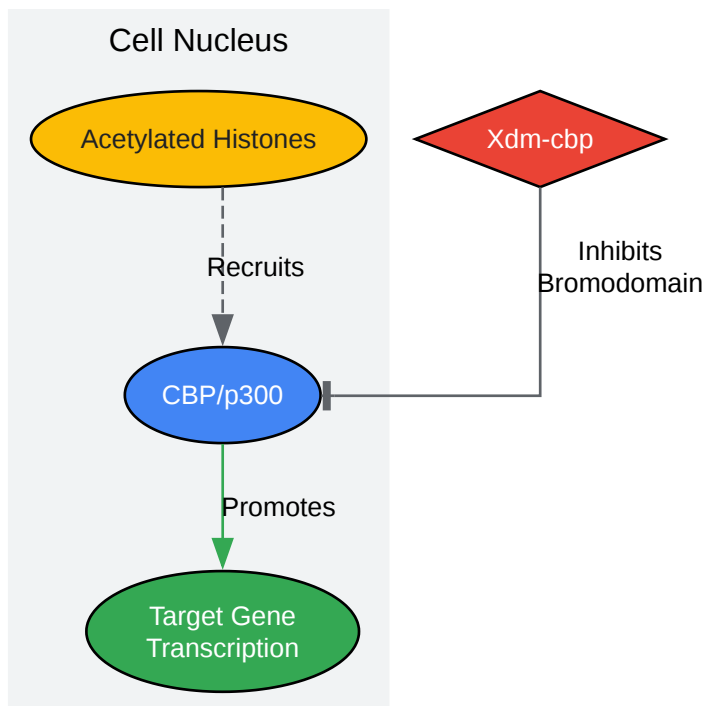 Cell Nucleus
Acetylated Histones
Xdm-cbp
Recruits
Inhibits
Bromodomain
CBP/p300
Promotes
Target Gene
Transcription